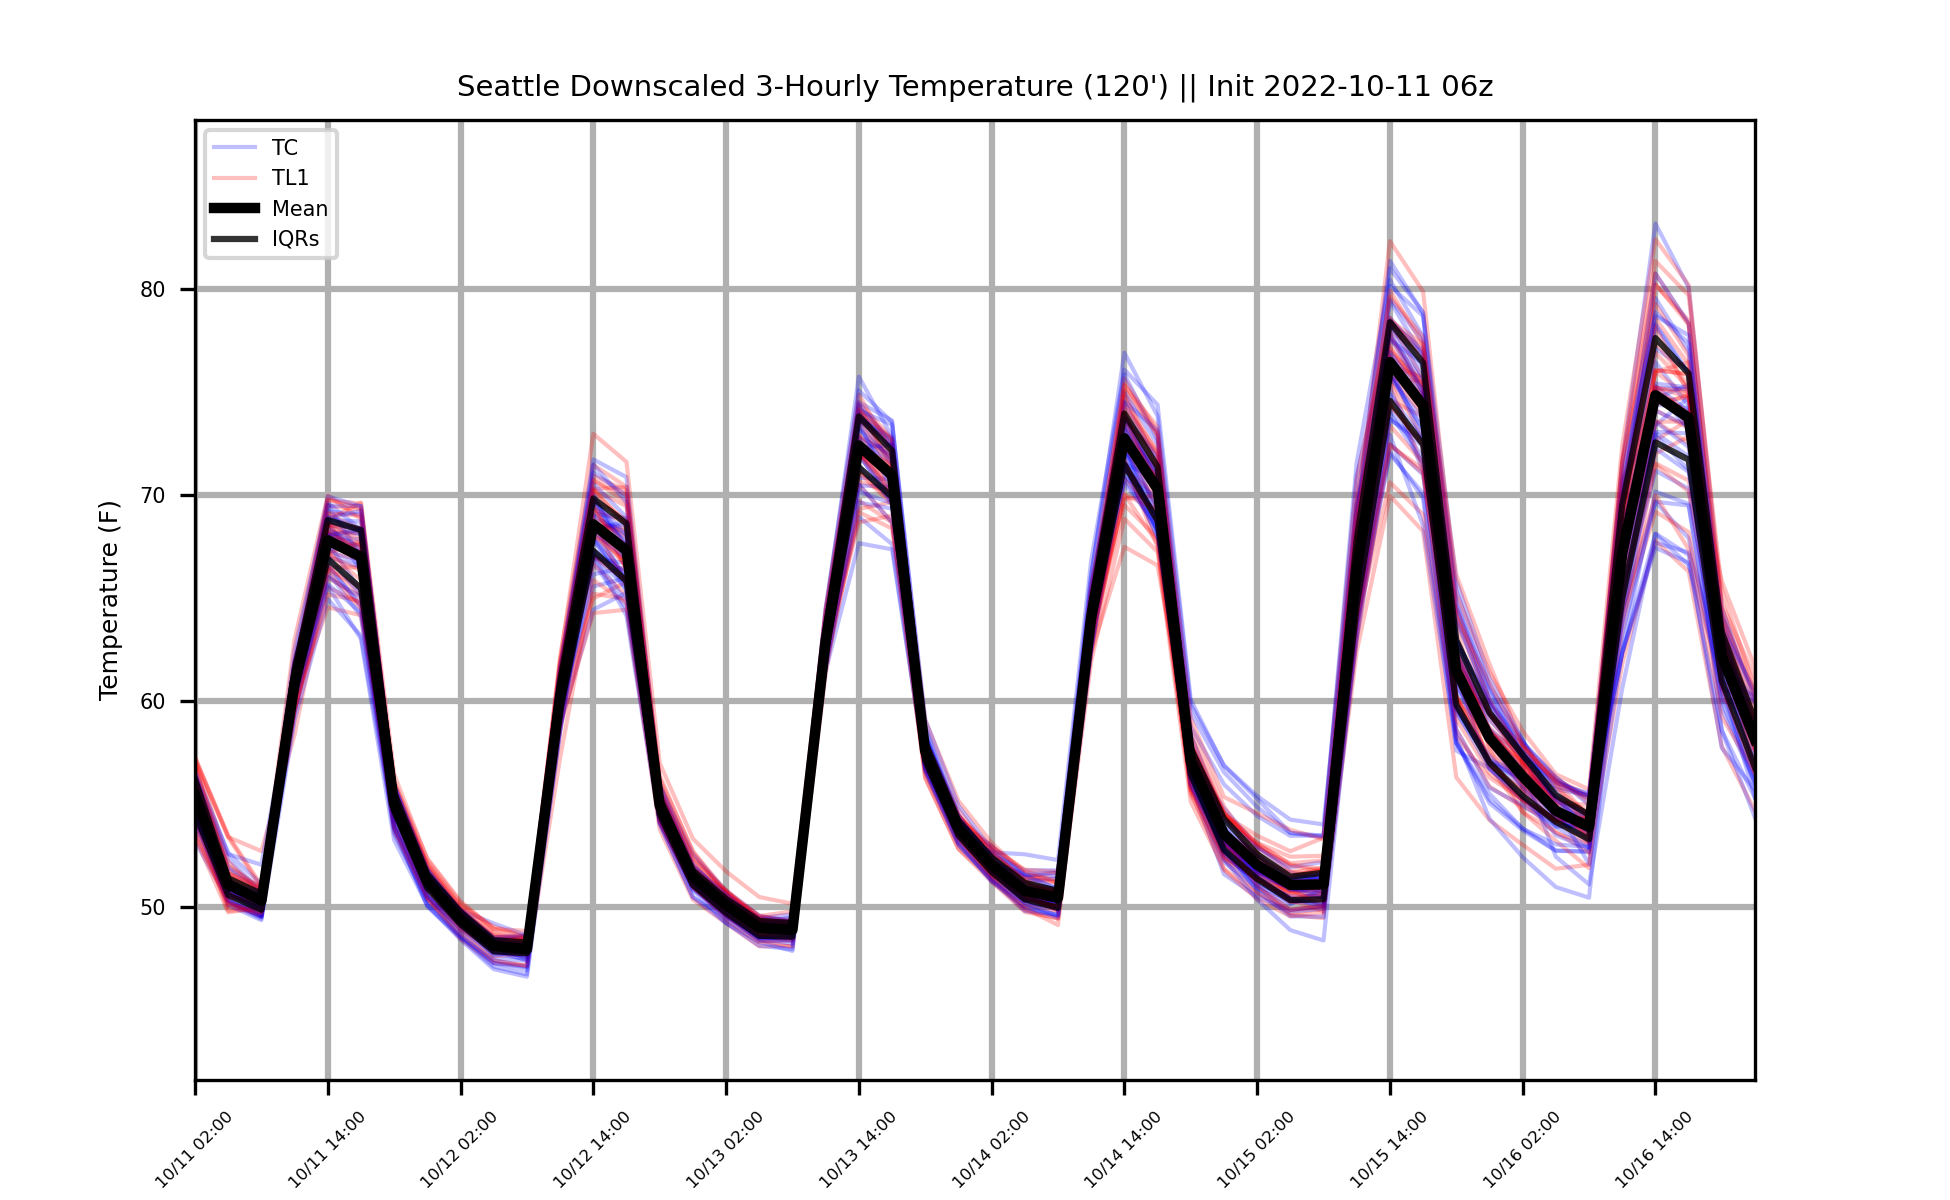 Seattle Downscaled 3-Hourly Temperature (120') || Init 2022-10-11 06z
TC
TL1
Mean
IQRs
Temperature (F)
80
70
60
50
10/11 02:00
10/11 14:00
10/12 02:00
10/12 14:00
10/13 02:00
10/13 14:00
10/14 02:00
10/14 14:00
10/15 02:00
10/15 14:00
10/16 02:00
10/16 14:00